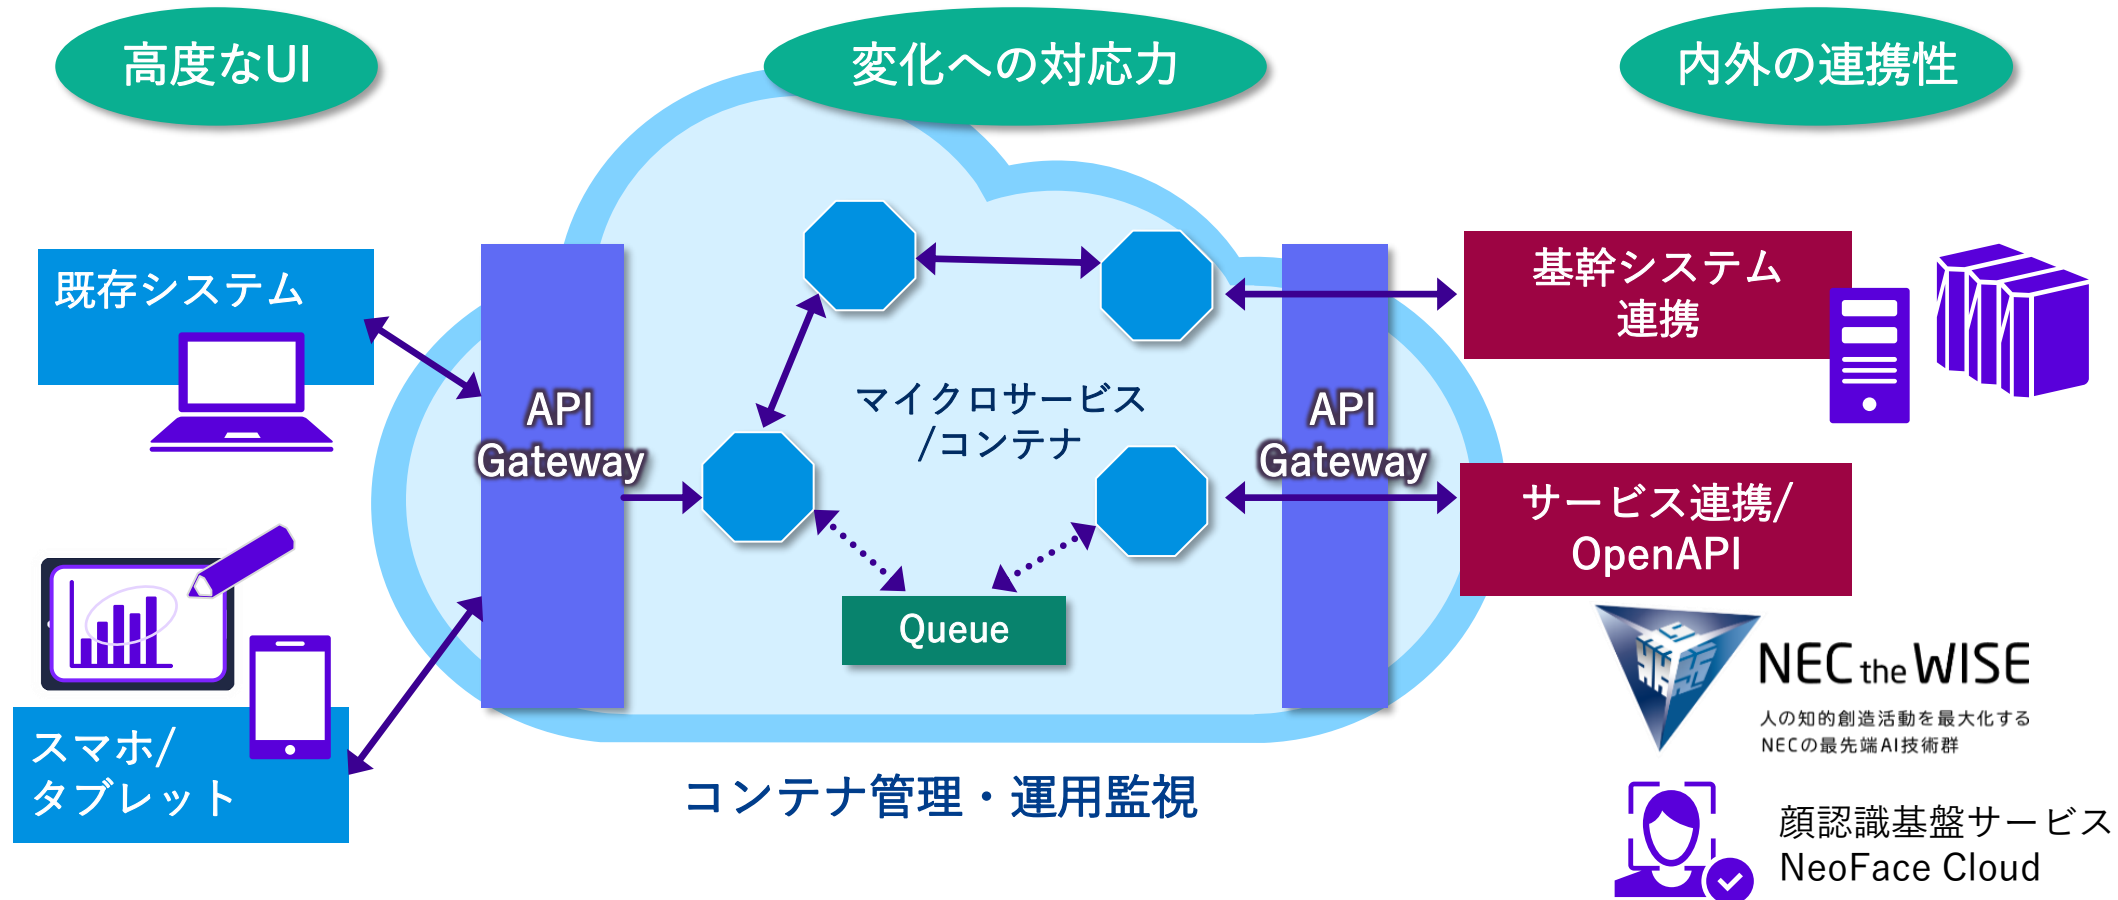 高度なUI
変化への対応力
内外の連携性
既存システム
API
Gateway
マイクロサービス
/コンテナ
API
Gateway
基幹システム
連携
サービス連携/
OpenAPI
Queue
スマホ/
タブレット
コンテナ管理・運用監視
NEC the WISE
人の知的創造活動を最大化する
NECの最先端AI技術群
顔認識基盤サービス
NeoFace Cloud